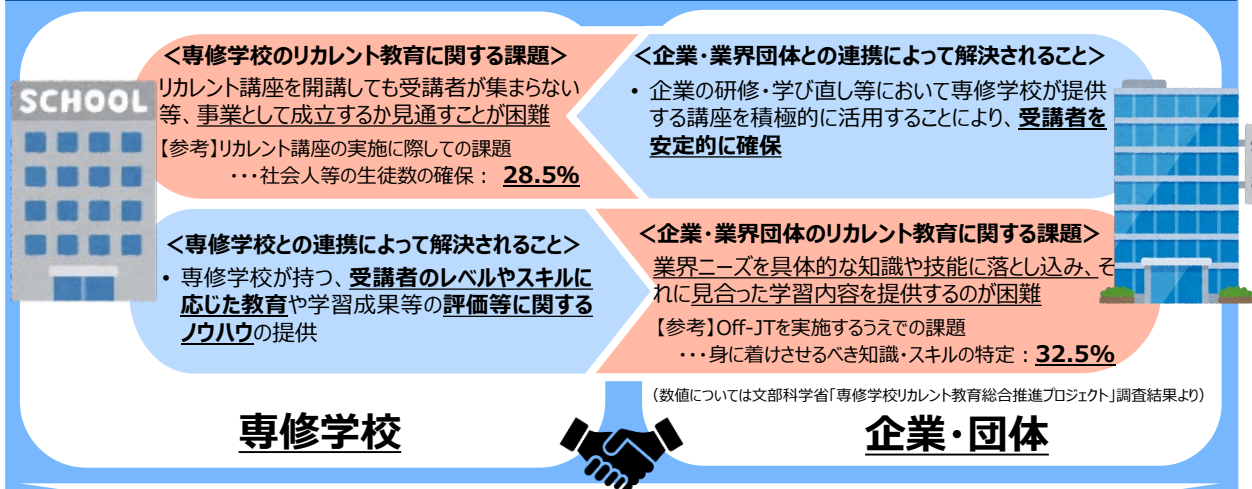 SCHOOL
<専修学校のリカレント教育に関する課題>
リカレント講座を開講しても受講者が集まらない
等、事業として成立するか見通すことが困難
【参考】リカレント講座の実施に際しての課題
･･･社会人等の生徒数の確保： 28.5%
<企業・業界団体との連携によって解決されること>
• 企業の研修・学び直し等において専修学校が提供
する講座を積極的に活用することにより、受講者を
安定的に確保
<専修学校との連携によって解決されること>
• 専修学校が持つ、受講者のレベルやスキルに
応じた教育や学習成果等の評価等に関する
ノウハウの提供
<企業・業界団体のリカレント教育に関する課題>
業界ニーズを具体的な知識や技能に落とし込み、そ
れに見合った学習内容を提供するのが困難
【参考】Off-JTを実施するうえでの課題
･･･身に着けさせるべき知識・スキルの特定：32.5%
（数値については文部科学省「専修学校リカレント教育総合推進プロジェクト」調査結果より）
専修学校
企業・団体